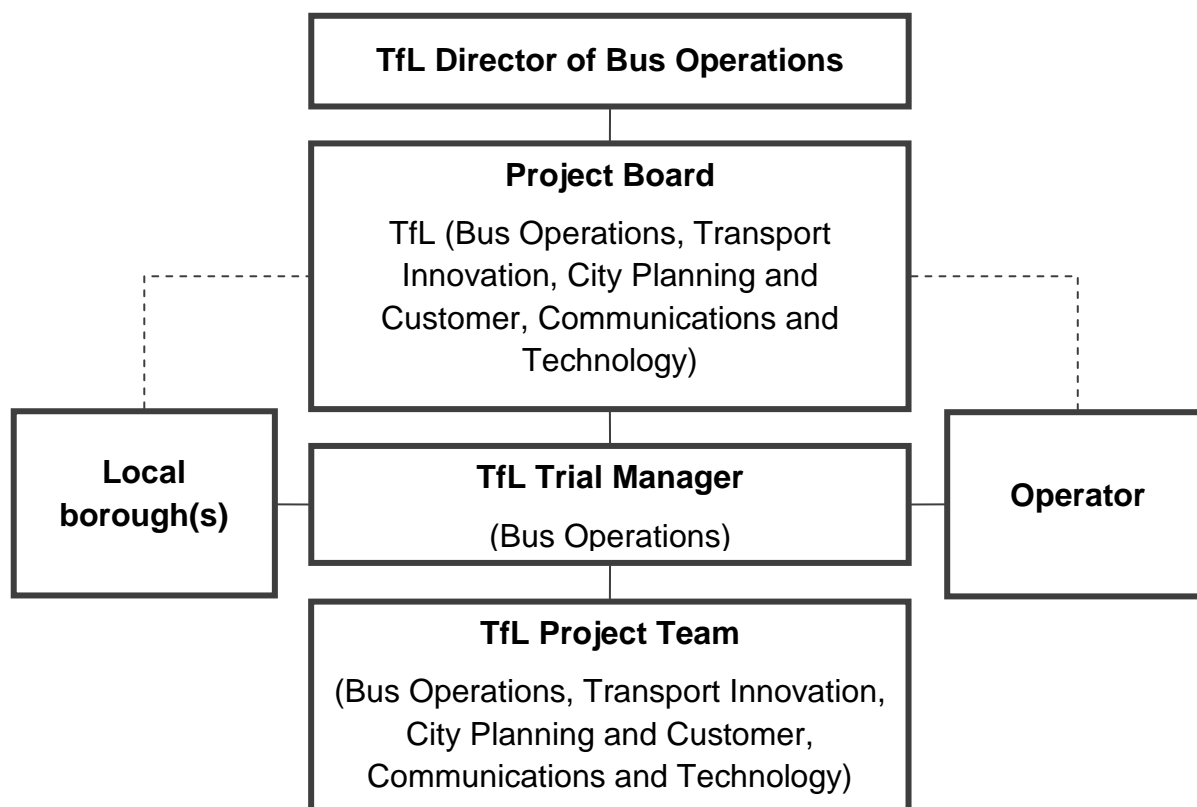 TfL Director of Bus Operations
Project Board
TfL (Bus Operations, Transport
Innovation, City Planning and
Customer, Communications and
Technology)
Local
borough(s)
TfL Trial Manager
(Bus Operations)
Operator
TfL Project Team
(Bus Operations, Transport Innovation,
City Planning and Customer,
Communications and Technology)